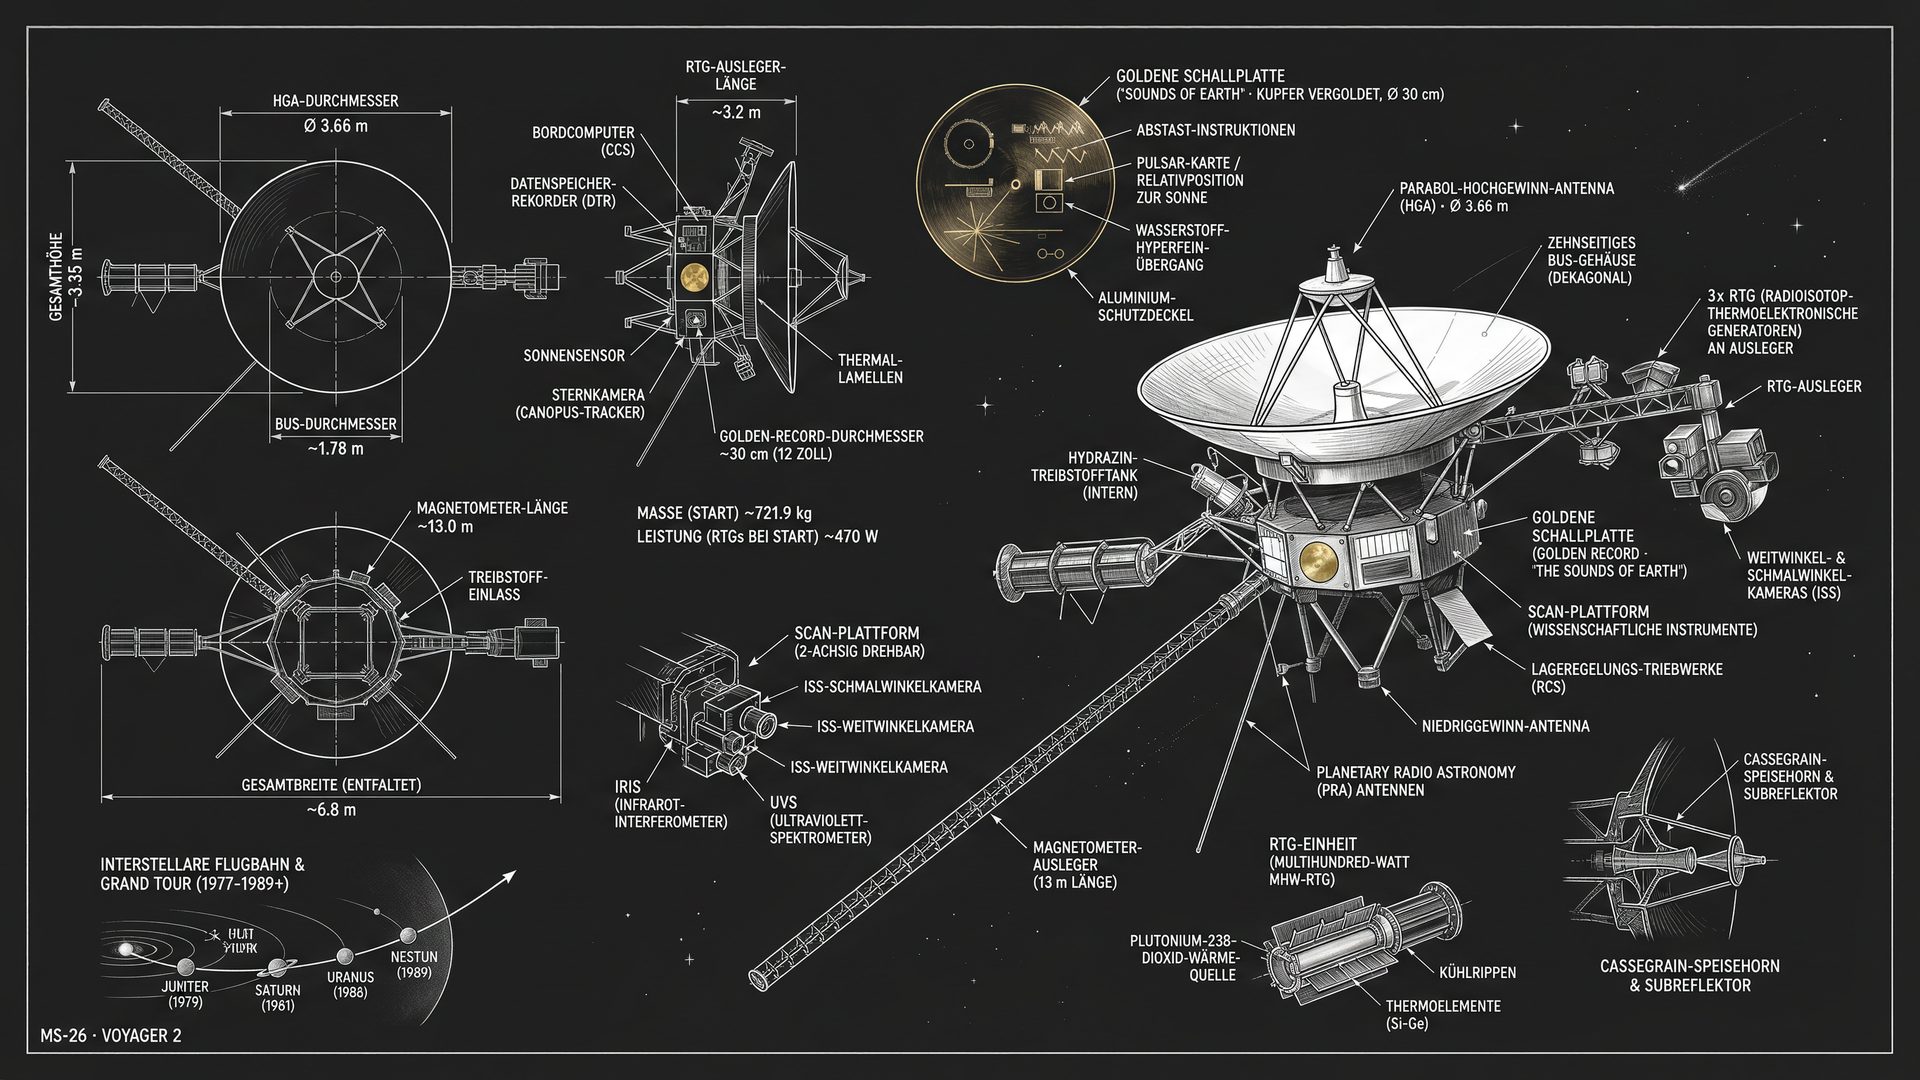 HGA-DURCHMESSER
Ø 3.66 m
GESAMTHÖHE
~3.35 m
BUS-DURCHMESSER
~1.78 m
RTG-AUSLEGER-
LÄNGE
~3.2 m
BORDCOMPUTER
(CCS)
DATENSPEICHER-
REKORDER (DTR)
SONNENSENSOR
STERNKAMERA
(CANOPUS-TRACKER)
THERMAL-
LAMELLEN
GOLDEN-RECORD-DURCHMESSER
~30 cm (12 ZOLL)
GOLDENE SCHALLPLATTE
("SOUNDS OF EARTH" · KUPFER VERGOLDET, Ø 30 cm)
ABSTAST-INSTRUKTIONEN
PULSAR-KARTE /
RELATIVPOSITION
ZUR SONNE
WASSERSTOFF-
HYPERFEIN-
ÜBERGANG
ALUMINIUM-
SCHUTZDECKEL
PARABOL-HOCHGEWINN-ANTENNA
(HGA) · Ø 3.66 m
ZEHNSEITIGES
BUS-GEHÄUSE
(DEKAGONAL)
3x RTG (RADIOISOTOP-
THERMOELEKTRONISCHE
GENERATOREN)
AN AUSLEGER
RTG-AUSLEGER
HYDRAZIN-
TREIBSTOFFTANK
(INTERN)
GOLDENE
SCHALLPLATTE
(GOLDEN RECORD ·
"THE SOUNDS OF EARTH")
WEITWINKEL- &
SCHMALWINKEL-
KAMERAS (ISS)
SCAN-PLATTFORM
(WISSENSCHAFTLICHE INSTRUMENTE)
LAGEREGELUNGS-TRIEBWERKE
(RCS)
NIEDRIGGEWINN-ANTENNA
PLANETARY RADIO ASTRONOMY
(PRA) ANTENNEN
MAGNETOMETER-
AUSLEGER
(13 m LÄNGE)
MASSE (START) ~721.9 kg
LEISTUNG (RTGs BEI START) ~470 W
MAGNETOMETER-LÄNGE
~13.0 m
TREIBSTOFF-
EINLASS
GESAMTBREITE (ENTFALTET)
~6.8 m
SCAN-PLATTFORM
(2-ACHSIG DREHBAR)
ISS-SCHMALWINKELKAMERA
ISS-WEITWINKELKAMERA
ISS-WEITWINKELKAMERA
IRIS
(INFRAROT-
INTERFEROMETER)
UVS
(ULTRAVIOLETT-
SPEKTROMETER)
INTERSTELLARE FLUGBAHN &
GRAND TOUR (1977-1989+)
(1979)
SATURN
(1981)
URANUS
(1988)
NESTUN
(1989)
RTG-EINHEIT
(MULTIHUNDRED-WATT
MHW-RTG)
PLUTONIUM-238-
DIOXID-WÄRME-
QUELLE
KÜHLRIPPEN
THERMOELEMENTE
(Si-Ge)
CASSEGRAIN-
SPEISEHORN &
SUBREFLEKTOR
CASSEGRAIN-SPEISEHORN
& SUBREFLEKTOR
MS-26 · VOYAGER 2